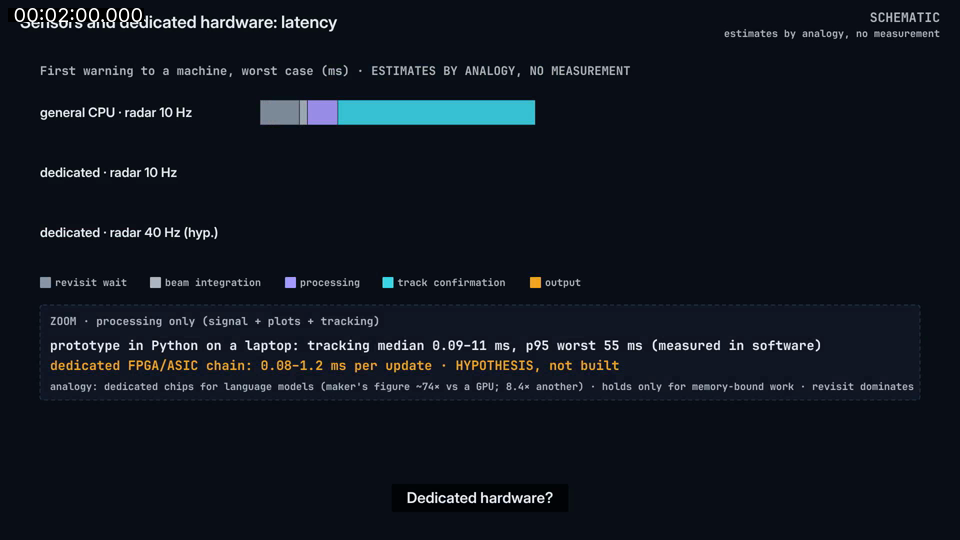 00:02:00.000
Sensors and dedicated hardware: latency
SCHEMATIC
estimates by analogy, no measurement
First warning to a machine, worst case (ms) · ESTIMATES BY ANALOGY, NO MEASUREMENT
general CPU · radar 10 Hz
dedicated · radar 10 Hz
dedicated · radar 40 Hz (hyp.)
revisit wait
beam integration
processing
track confirmation
output
ZOOM · processing only (signal + plots + tracking)
prototype in Python on a laptop: tracking median 0.09–11 ms, p95 worst 55 ms (measured in software)
dedicated FPGA/ASIC chain: 0.08–1.2 ms per update · HYPOTHESIS, not built
analogy: dedicated chips for language models (maker's figure ~74× vs a GPU; 8.4× another) · holds only for memory-bound work · revisit dominates
Dedicated hardware?